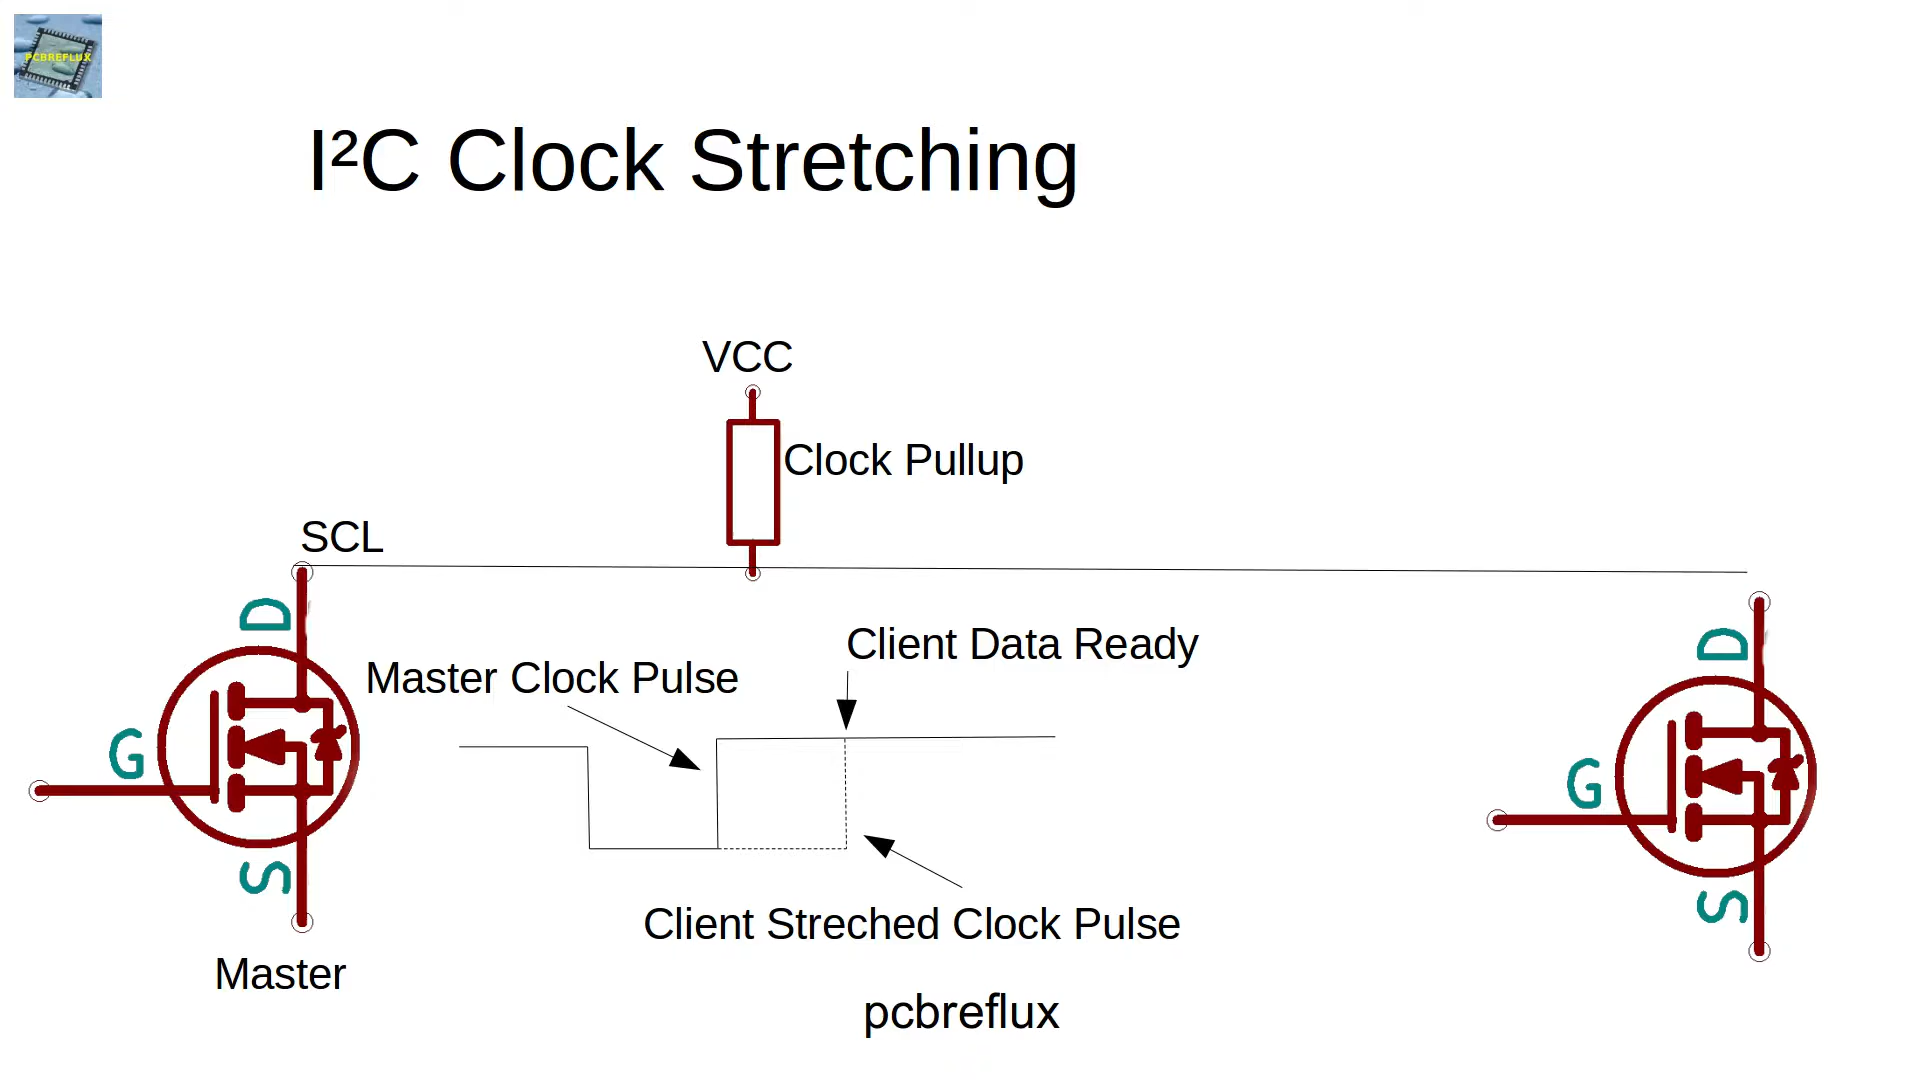 PCBREFLUX
I²C Clock Stretching
VCC
Clock Pullup
SCL
D
Client Data Ready
D
Master Clock Pulse
G
G
S
Client Streched Clock Pulse
S
Master
pcbreflux